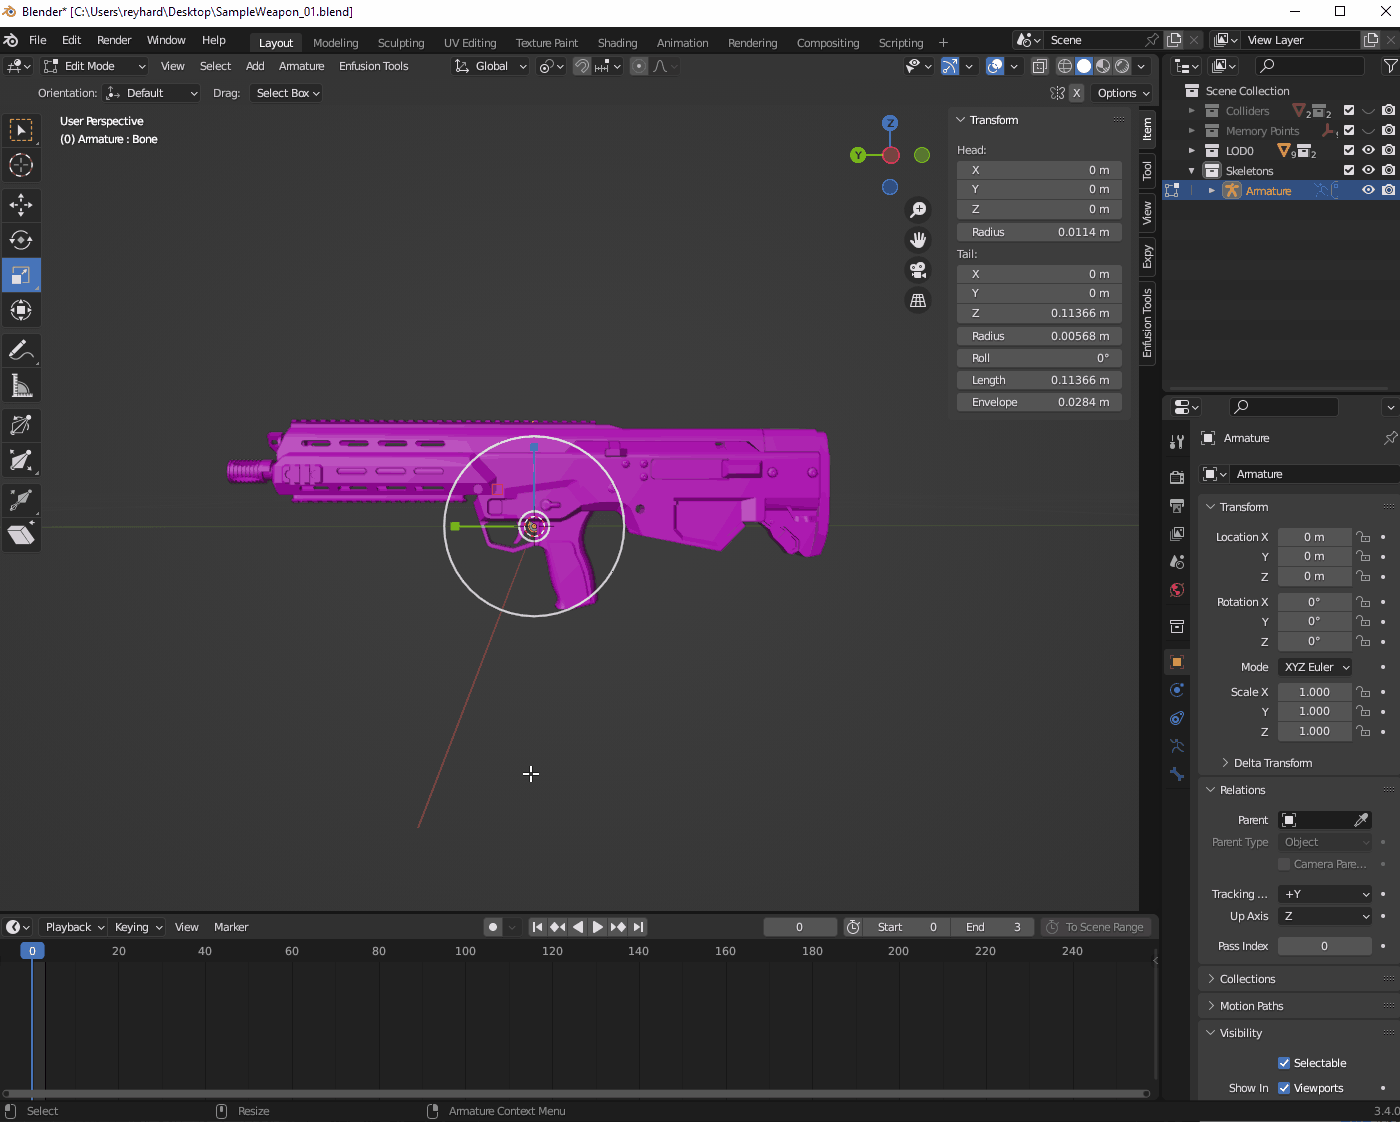 Blender* [C:\Users\reyhard\Desktop\SampleWeapon_01.blend]
File Edit Render Window Help Layout Modeling Sculpting UV Editing Texture Paint Shading Animation Rendering Compositing Scripting + Scene View Layer
Edit Mode View Select Add Armature Enfusion Tools Global
Orientation: Default Drag: Select Box X Options
User Perspective
(0) Armature : Bone
Z
Y
Transform
Head:
X 0 m
Y 0 m
Z 0 m
Radius 0.0114 m
Tail:
X 0 m
Y 0 m
Z 0.11366 m
Radius 0.00568 m
Roll 0°
Length 0.11366 m
Envelope 0.0284 m
Item
Tool
View
Expy
Enfusion Tools
Scene Collection
Colliders 2 2
Memory Points
LOD0 9 2
Skeletons
Armature
Armature
Armature
Transform
Location X 0 m
Y 0 m
Z 0 m
Rotation X 0°
Y 0°
Z 0°
Mode XYZ Euler
Scale X 1.000
Y 1.000
Z 1.000
Delta Transform
Relations
Parent
Parent Type Object
Camera Pare...
Tracking ... +Y
Up Axis Z
Pass Index 0
Collections
Motion Paths
Visibility
Selectable
Show In Viewports
Playback Keying View Marker 0 Start 0 End 3 To Scene Range
0 20 40 60 80 100 120 140 160 180 200 220 240
Select Resize Armature Context Menu 3.4.0